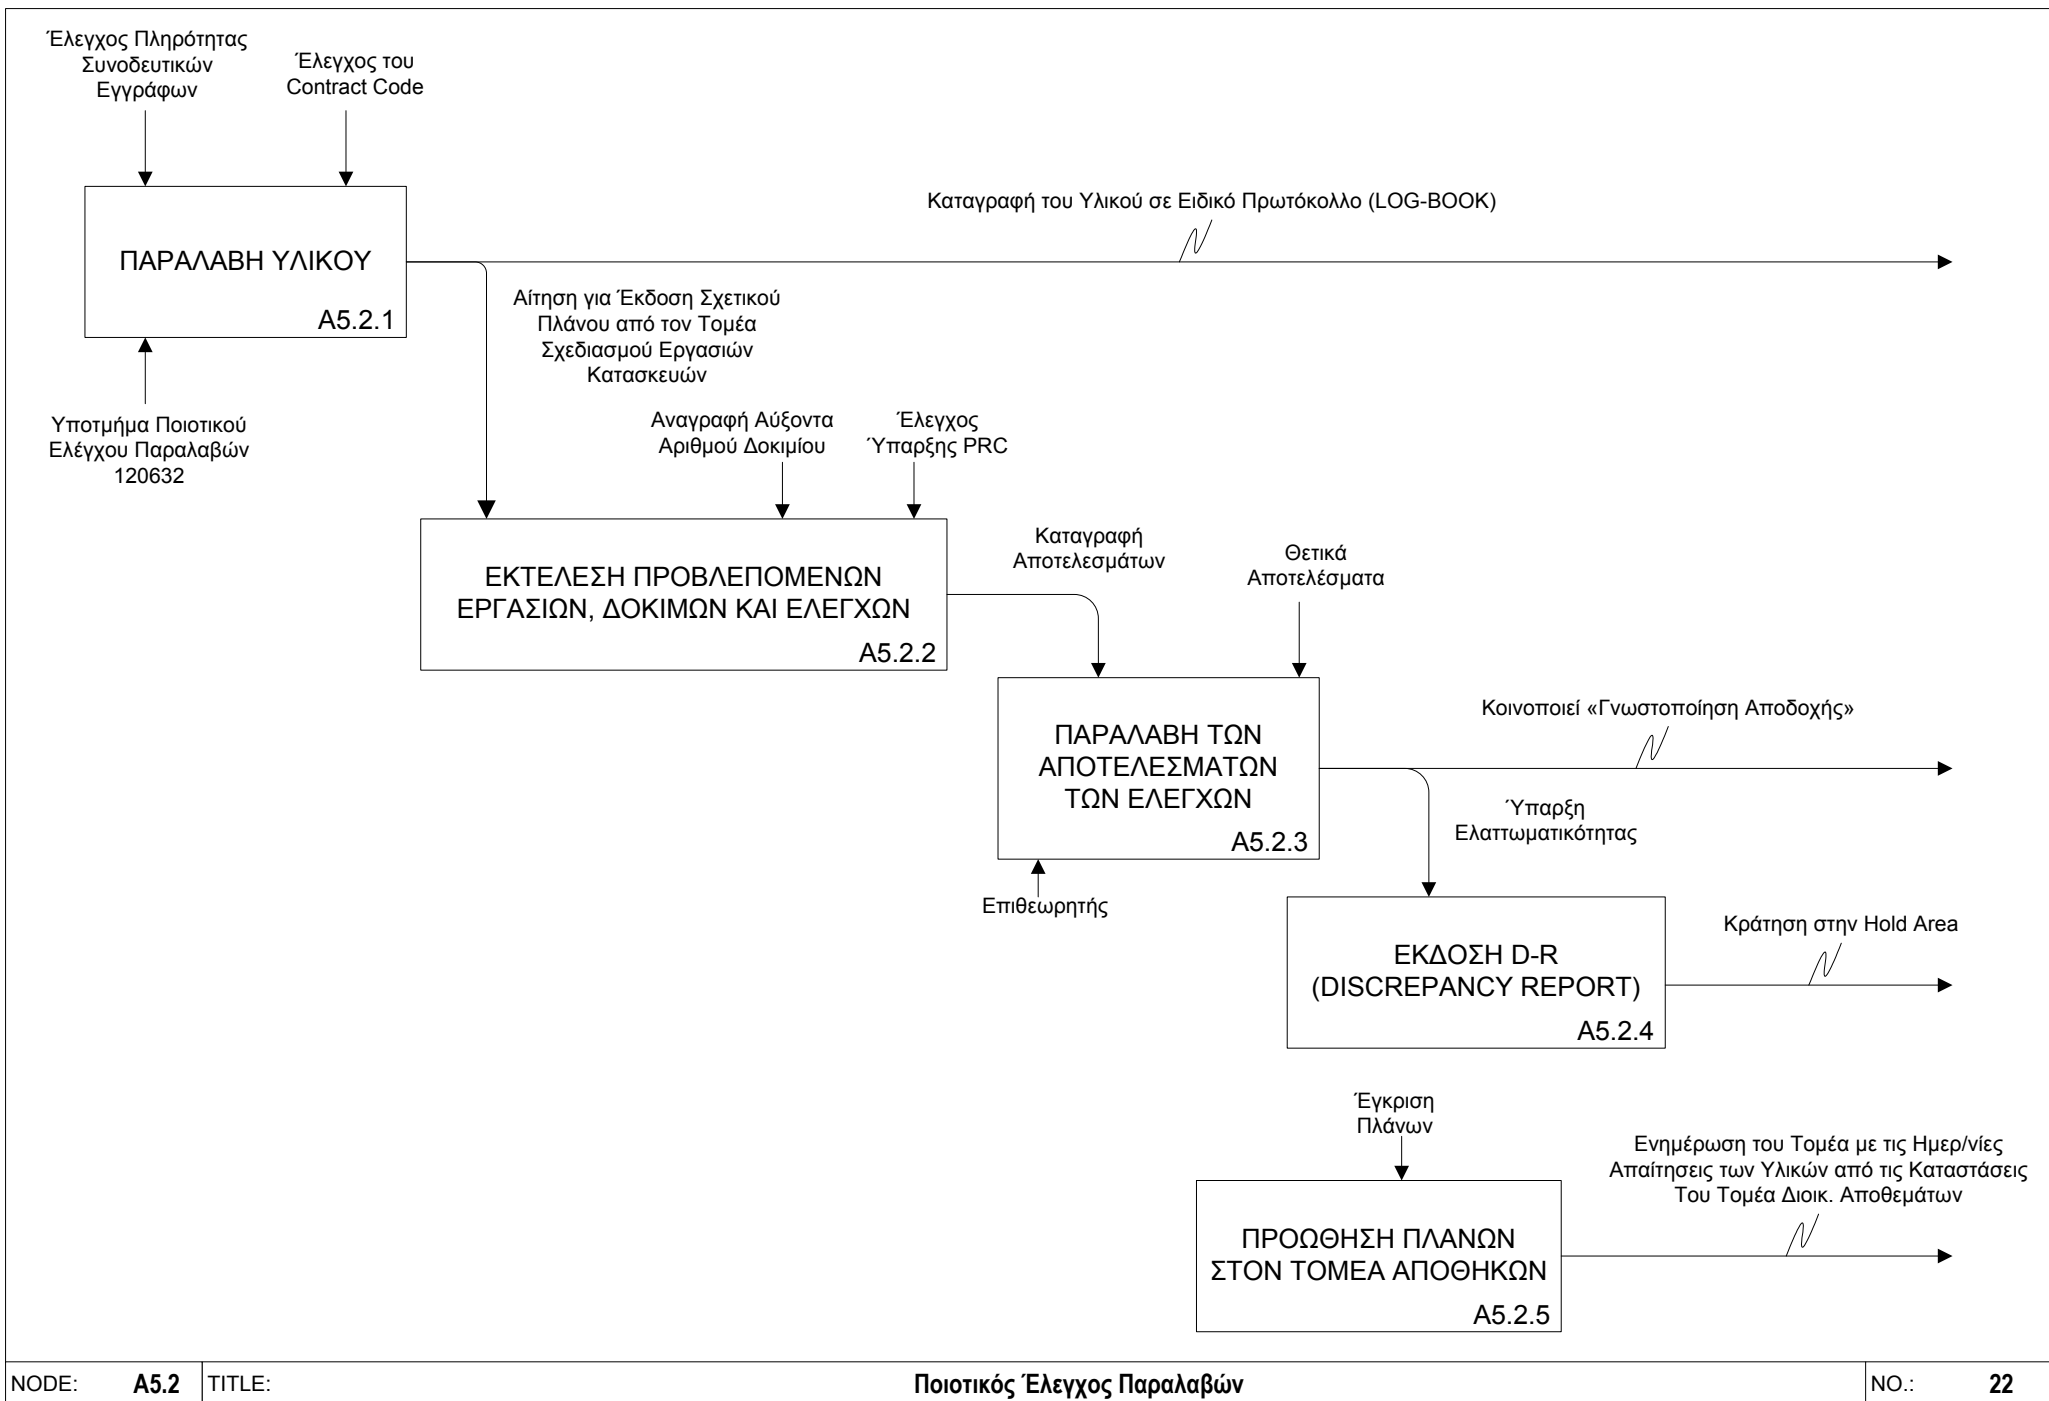 Έλεγχος Πληρότητας
Συνοδευτικών
Εγγράφων
Έλεγχος του
Contract Code
ΠΑΡΑΛΑΒΗ ΥΛΙΚΟΥ
A5.2.1
Καταγραφή του Υλικού σε Ειδικό Πρωτόκολλο (LOG-BOOK)
Υποτμήμα Ποιοτικού
Ελέγχου Παραλαβών
120632
Αίτηση για Έκδοση Σχετικού
Πλάνου από τον Τομέα
Σχεδιασμού Εργασιών
Κατασκευών
Αναγραφή Αύξοντα
Αριθμού Δοκιμίου
Έλεγχος
Ύπαρξης PRC
ΕΚΤΕΛΕΣΗ ΠΡΟΒΛΕΠΟΜΕΝΩΝ
ΕΡΓΑΣΙΩΝ, ΔΟΚΙΜΩΝ ΚΑΙ ΕΛΕΓΧΩΝ
A5.2.2
Καταγραφή
Αποτελεσμάτων
Θετικά
Αποτελέσματα
ΠΑΡΑΛΑΒΗ ΤΩΝ
ΑΠΟΤΕΛΕΣΜΑΤΩΝ
ΤΩΝ ΕΛΕΓΧΩΝ
A5.2.3
Επιθεωρητής
Κοινοποιεί «Γνωστοποίηση Αποδοχής»
Ύπαρξη
Ελαττωματικότητας
ΕΚΔΟΣΗ D-R
(DISCREPANCY REPORT)
A5.2.4
Κράτηση στην Hold Area
Έγκριση
Πλάνων
ΠΡΟΩΘΗΣΗ ΠΛΑΝΩΝ
ΣΤΟΝ ΤΟΜΕΑ ΑΠΟΘΗΚΩΝ
A5.2.5
Ενημέρωση του Τομέα με τις Ημερ/νίες
Απαίτησεις των Υλικών από τις Καταστάσεις
Του Τομέα Διοικ. Αποθεμάτων
NODE: A5.2 TITLE: Ποιοτικός Έλεγχος Παραλαβών NO.: 22